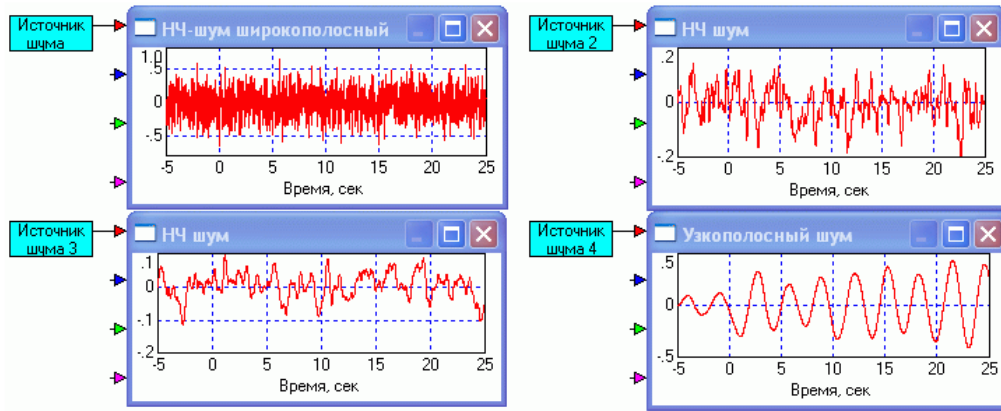 Источник
шума
НЧ-шум широкополосный
1.0
.5
0
-.5
-5 0 5 10 15 20 25
Время, сек
Источник
шума 2
НЧ шум
.2
0
-.2
-5 0 5 10 15 20 25
Время, сек
Источник
шума 3
НЧ шум
.1
0
-.1
-.2
-5 0 5 10 15 20 25
Время, сек
Источник
шума 4
Узкополосный шум
.5
0
-.5
-5 0 5 10 15 20 25
Время, сек